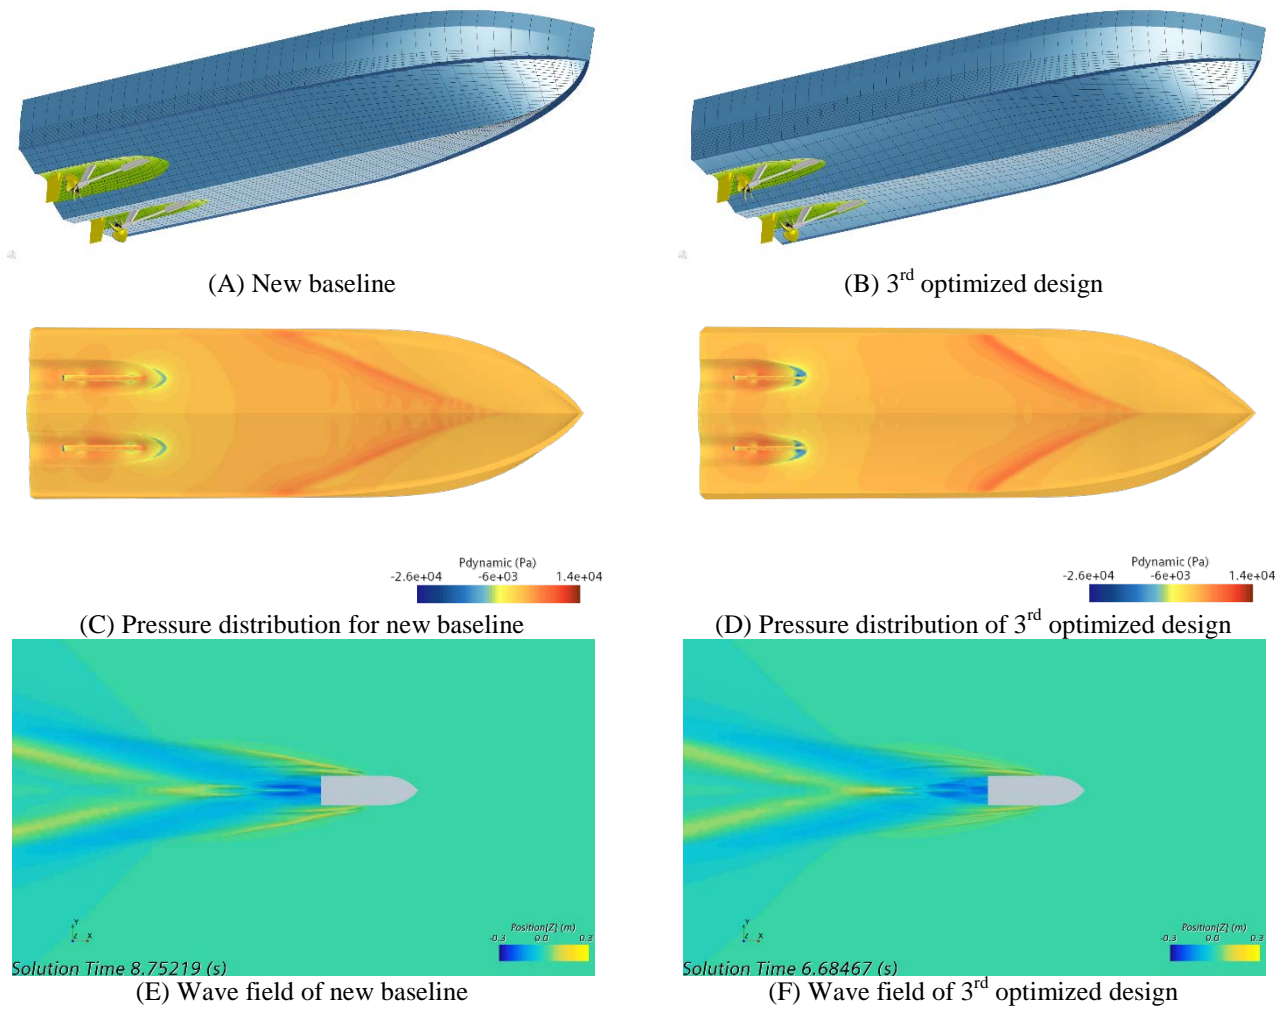 (A) New baseline
(B) 3rd optimized design
Pdynamic (Pa)
-2.6e+04 -6e+03 1.4e+04
Pdynamic (Pa)
-2.6e+04 -6e+03 1.4e+04
(C) Pressure distribution for new baseline
(D) Pressure distribution of 3rd optimized design
Y
Z X
Position[Z] (m)
-0.3 0.0 0.3
Solution Time 8.75219 (s)
Y
Z X
Position[Z] (m)
-0.3 0.0 0.3
Solution Time 6.68467 (s)
(E) Wave field of new baseline
(F) Wave field of 3rd optimized design